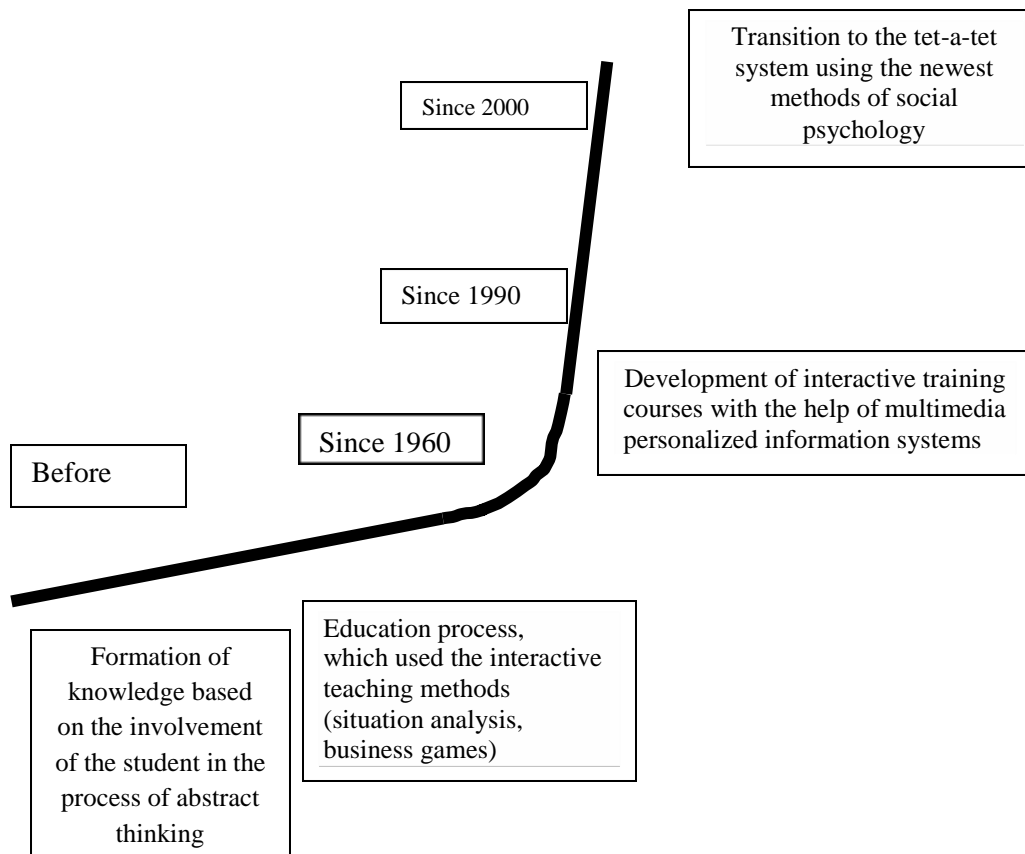 Transition to the tet-a-tet
system using the newest
methods of social
psychology
Since 2000
Since 1990
Development of interactive training
courses with the help of multimedia
personalized information systems
Since 1960
Before
Education process,
which used the interactive
teaching methods
(situation analysis,
business games)
Formation of
knowledge based
on the involvement
of the student in the
process of abstract
thinking